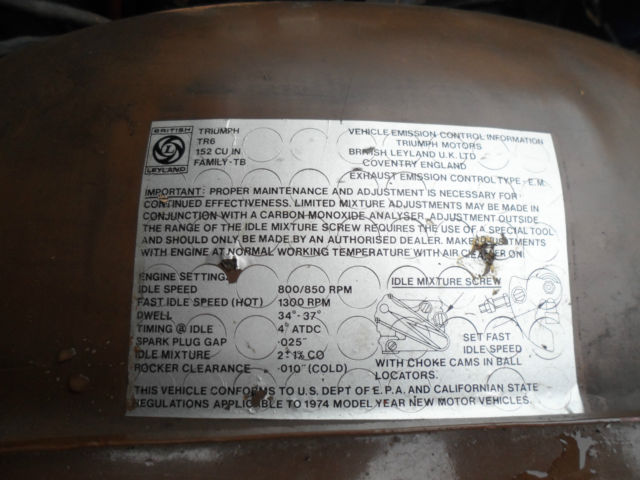 BRITISH
L
LEYLAND
TRIUMPH
TR6
152 CU IN
FAMILY-TB
VEHICLE EMISSION CONTROL INFORMATION
TRIUMPH MOTORS
BRITISH LEYLAND U.K. LTD
COVENTRY ENGLAND
EXHAUST EMISSION CONTROL TYPE-E.M.
IMPORTANT: PROPER MAINTENANCE AND ADJUSTMENT IS NECESSARY FOR
CONTINUED EFFECTIVENESS. LIMITED MIXTURE ADJUSTMENTS MAY BE MADE IN
CONJUNCTION WITH A CARBON MONOXIDE ANALYSER. ADJUSTMENT OUTSIDE
THE RANGE OF THE IDLE MIXTURE SCREW REQUIRES THE USE OF A SPECIAL TOOL
AND SHOULD ONLY BE MADE BY AN AUTHORISED DEALER. MAKE ADJUSTMENTS
WITH ENGINE AT NORMAL WORKING TEMPERATURE WITH AIR CLEANER ON
ENGINE SETTING
IDLE SPEED 800/850 RPM
FAST IDLE SPEED (HOT) 1300 RPM
DWELL 34°-37°
TIMING @ IDLE 4° ATDC
SPARK PLUG GAP .025"
IDLE MIXTURE 2±1% CO
ROCKER CLEARANCE .010" (COLD)
IDLE MIXTURE SCREW
SET FAST
IDLE SPEED
WITH CHOKE CAMS IN BALL
LOCATORS.
THIS VEHICLE CONFORMS TO U.S. DEPT OF E.P.A. AND CALIFORNIAN STATE
REGULATIONS APPLICABLE TO 1974 MODEL YEAR NEW MOTOR VEHICLES.